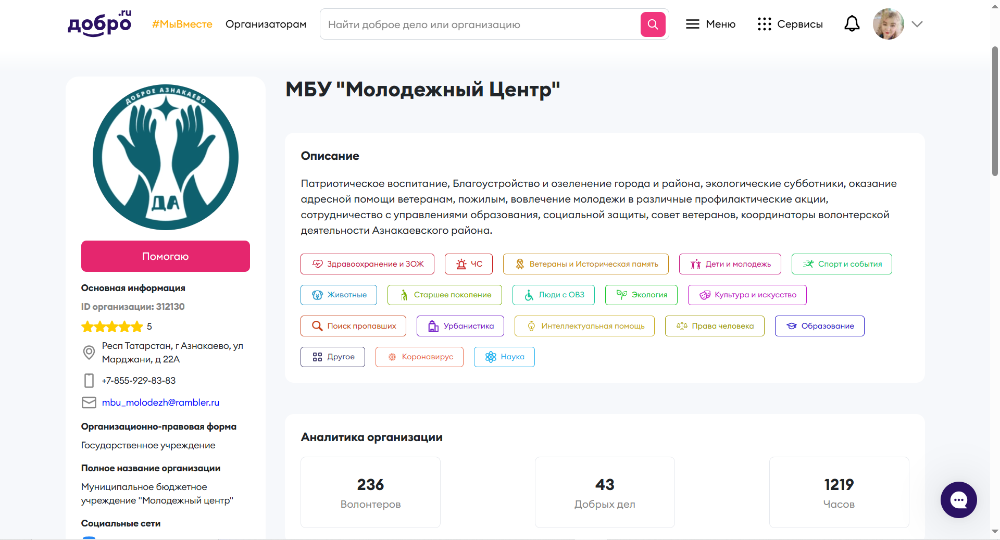 добро.ru
#МыВместе
Организаторам
Найти доброе дело или организацию
Меню
Сервисы
ДОБРОЕ АЗНАКАЕВО
ДА
Помогаю
Основная информация
ID организации: 312130
5
Респ Татарстан, г Азнакаево, ул
Марджани, д 22А
+7-855-929-83-83
mbu_molodezh@rambler.ru
Организационно-правовая форма
Государственное учреждение
Полное название организации
Муниципальное бюджетное
учреждение "Молодежный центр"
Социальные сети
МБУ "Молодежный Центр"
Описание
Патриотическое воспитание, Благоустройство и озеленение города и района, экологические субботники, оказание
адресной помощи ветеранам, пожилым, вовлечение молодежи в различные профилактические акции,
сотрудничество с управлениями образования, социальной защиты, совет ветеранов, координаторы волонтерской
деятельности Азнакаевского района.
Здравоохранение и ЗОЖ
ЧС
Ветераны и Историческая память
Дети и молодежь
Спорт и события
Животные
Старшее поколение
Люди с ОВЗ
Экология
Культура и искусство
Поиск пропавших
Урбанистика
Интеллектуальная помощь
Права человека
Образование
Другое
Коронавирус
Наука
Аналитика организации
236
Волонтеров
43
Добрых дел
1219
Часов